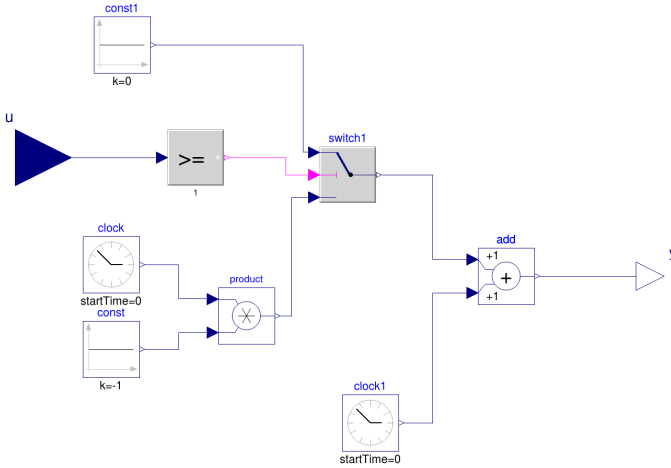 const1
k=0
u
>=
1
switch1
clock
startTime=0
const
k=-1
product
add
+1
+
+1
y
clock1
startTime=0